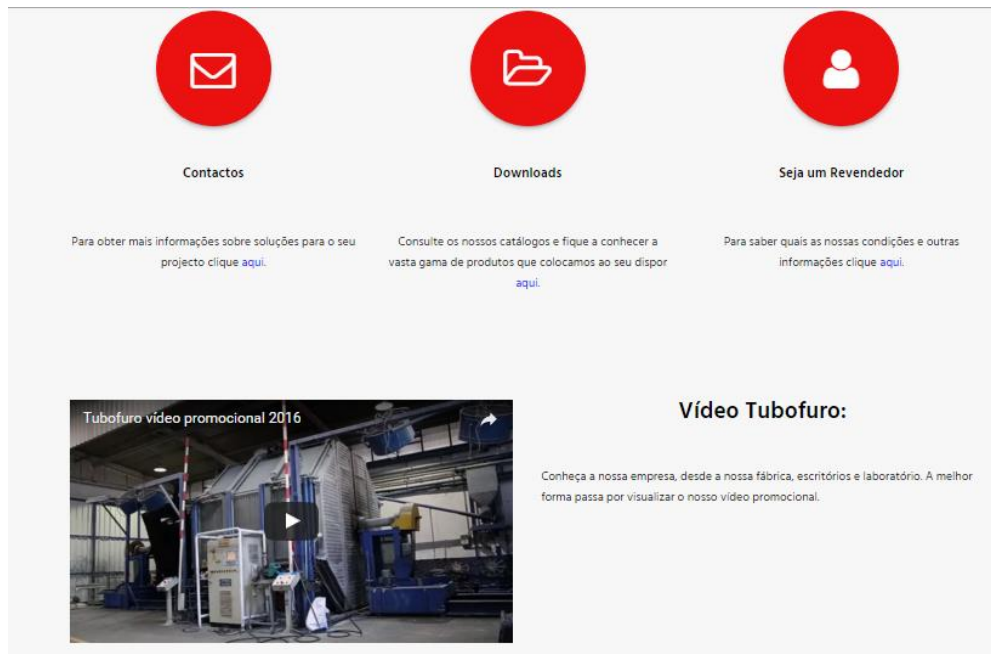 Contactos
Downloads
Seja um Revendedor
Para obter mais informações sobre soluções para o seu
projecto clique aqui.
Consulte os nossos catálogos e fique a conhecer a
vasta gama de produtos que colocamos ao seu dispor
aqui.
Para saber quais as nossas condições e outras
informações clique aqui.
Tubofuro vídeo promocional 2016
Vídeo Tubofuro:
Conheça a nossa empresa, desde a nossa fábrica, escritórios e laboratório. A melhor
forma passa por visualizar o nosso vídeo promocional.